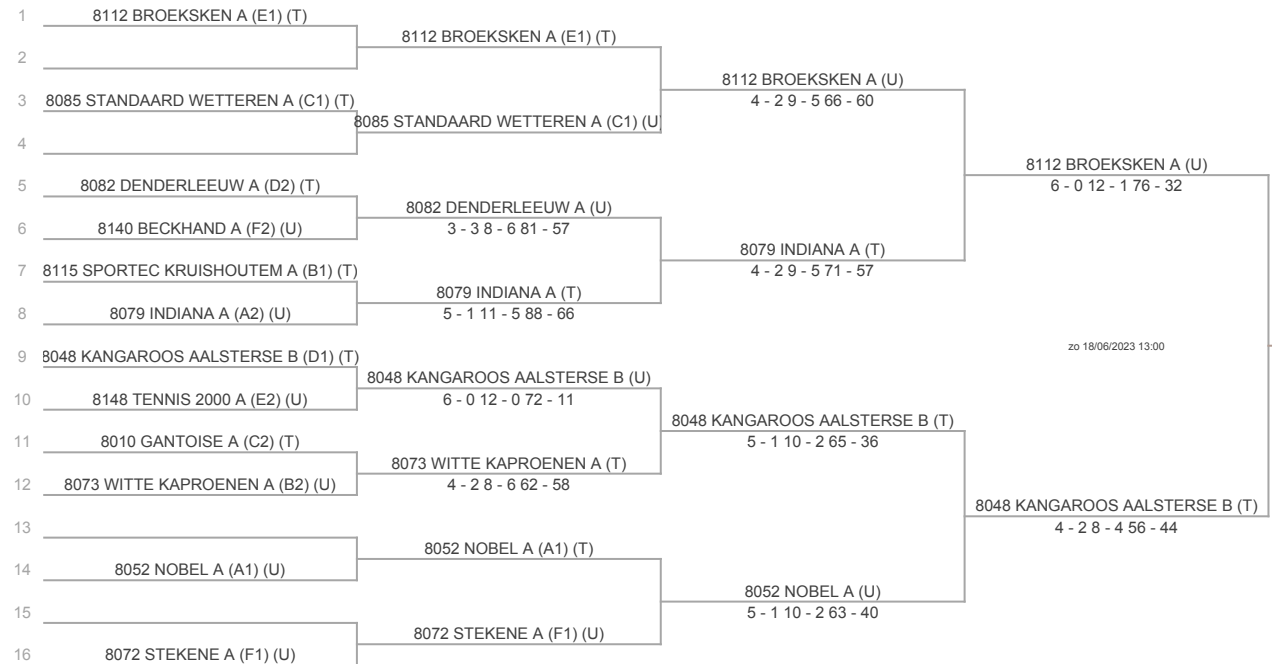 1 8112 BROEKSKEN A (E1) (T)
8112 BROEKSKEN A (E1) (T)
2
8112 BROEKSKEN A (U)
4 - 2 9 - 5 66 - 60
3 8085 STANDAARD WETTEREN A (C1) (T)
8085 STANDAARD WETTEREN A (C1) (U)
4
8112 BROEKSKEN A (U)
6 - 0 12 - 1 76 - 32
5 8082 DENDERLEEUW A (D2) (T)
8082 DENDERLEEUW A (U)
3 - 3 8 - 6 81 - 57
6 8140 BECKHAND A (F2) (U)
8079 INDIANA A (T)
4 - 2 9 - 5 71 - 57
7 8115 SPORTEC KRUISHOUTEM A (B1) (T)
8079 INDIANA A (T)
5 - 1 11 - 5 88 - 66
8 8079 INDIANA A (A2) (U)
zo 18/06/2023 13:00
9 8048 KANGAROOS AALSTERSE B (D1) (T)
8048 KANGAROOS AALSTERSE B (U)
6 - 0 12 - 0 72 - 11
10 8148 TENNIS 2000 A (E2) (U)
8048 KANGAROOS AALSTERSE B (T)
5 - 1 10 - 2 65 - 36
11 8010 GANTOISE A (C2) (T)
8073 WITTE KAPROENEN A (T)
4 - 2 8 - 6 62 - 58
12 8073 WITTE KAPROENEN A (B2) (U)
8048 KANGAROOS AALSTERSE B (T)
4 - 2 8 - 4 56 - 44
13
8052 NOBEL A (A1) (T)
14 8052 NOBEL A (A1) (U)
8052 NOBEL A (U)
5 - 1 10 - 2 63 - 40
15
8072 STEKENE A (F1) (U)
16 8072 STEKENE A (F1) (U)